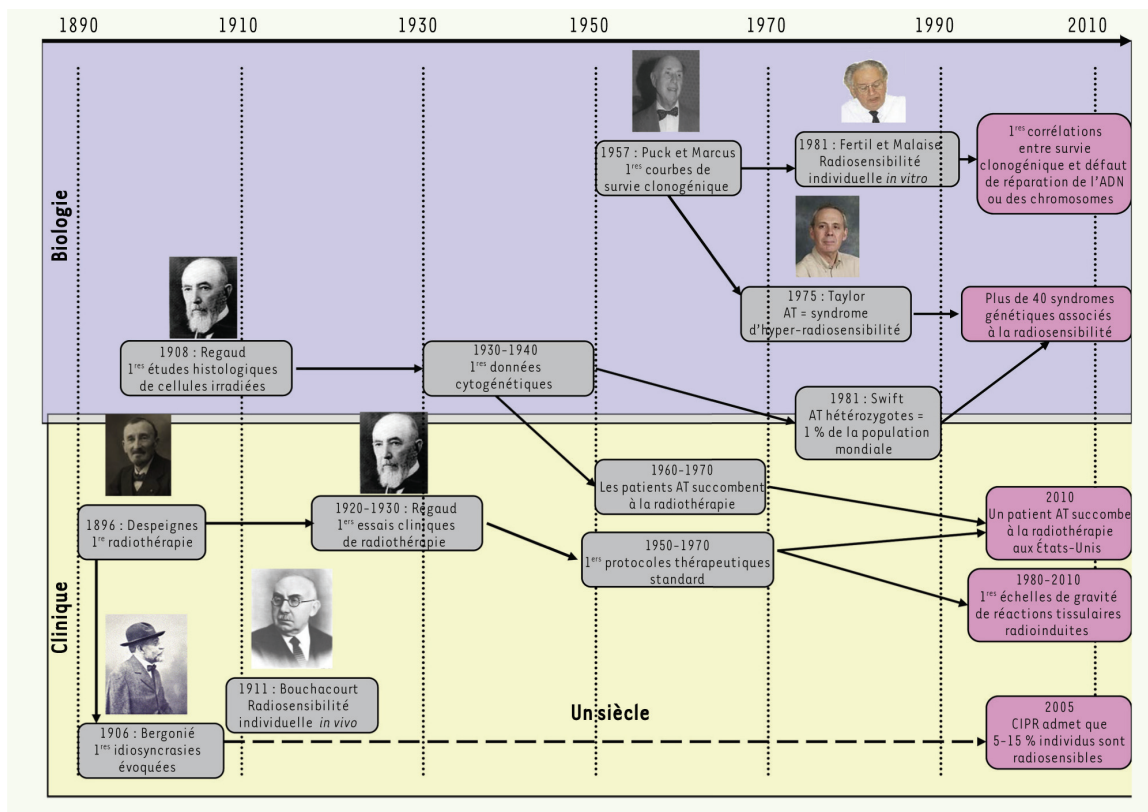 1890 1910 1930 1950 1970 1990 2010
Biologie
1957 : Puck et Marcus
1res courbes de
survie clonogénique
1981 : Fertil et Malaise
Radiosensibilité
individuelle in vitro
1res corrélations
entre survie
clonogénique et défaut
de réparation de l’ADN
ou des chromosomes
1975 : Taylor
AT = syndrome
d’hyper-radiosensibilité
Plus de 40 syndromes
génétiques associés
à la radiosensibilité
1908 : Regaud
1res études histologiques
de cellules irradiées
1930-1940
1res données
cytogénétiques
1981 : Swift
AT hétérozygotes =
1 % de la population
mondiale
Clinique
1896 : Despeignes
1re radiothérapie
1920-1930 : Regaud
1ers essais cliniques
de radiothérapie
1960-1970
Les patients AT succombent
à la radiothérapie
1950-1970
1ers protocoles thérapeutiques
standard
2010
Un patient AT succombe
à la radiothérapie
aux États-Unis
1980-2010
1res échelles de gravité
de réactions tissulaires
radioinduites
1911 : Bouchacourt
Radiosensibilité
individuelle in vivo
1906 : Bergonié
1res idiosyncrasies
évoquées
Un siècle
2005
CIPR admet que
5-15 % individus sont
radiosensibles